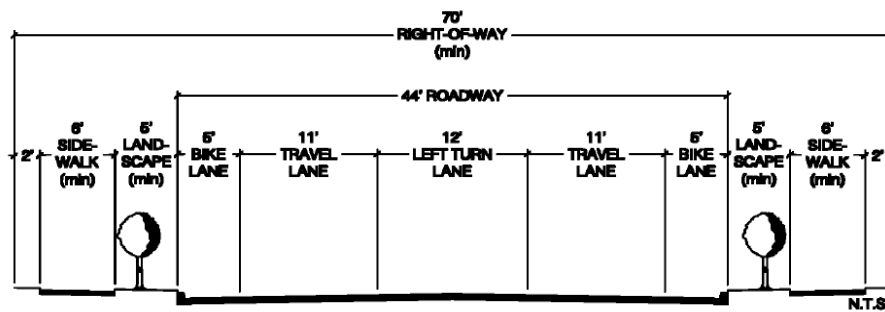 70'
RIGHT-OF-WAY
(min)
44' ROADWAY
2'
6'
SIDE-
WALK
(min)
5'
LAND-
SCAPE
(min)
5'
BIKE
LANE
11'
TRAVEL
LANE
12'
LEFT TURN
LANE
11'
TRAVEL
LANE
5'
BIKE
LANE
5'
LAND-
SCAPE
(min)
6'
SIDE-
WALK
(min)
2'
N.T.S